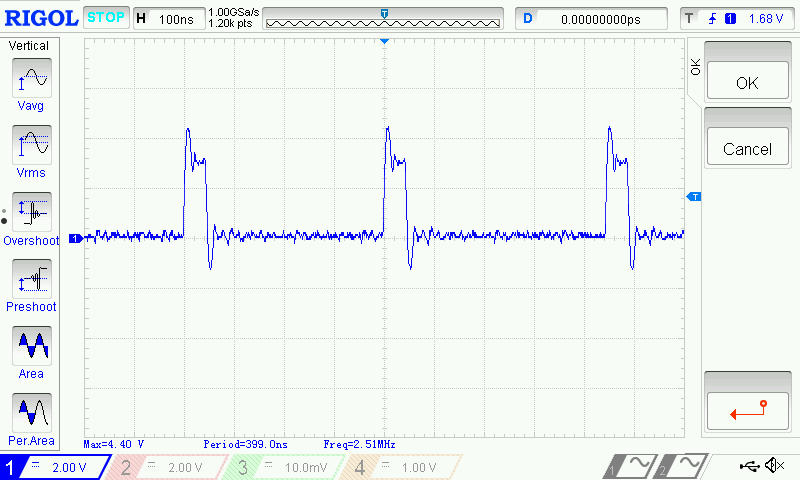 RIGOL STOP H 100ns 1.00GSa/s D 0.00000000ps T 1 1.68 V
1.20k pts
T
Vertical
Vavg
Vrms
Overshoot
Preshoot
Area
Per.Area
OK
OK
Cancel
T
1
Max=4.40 V Period=399.0ns Freq=2.51MHz
1 2.00 V 2 2.00 V 3 10.0mV 4 1.00 V 1 2